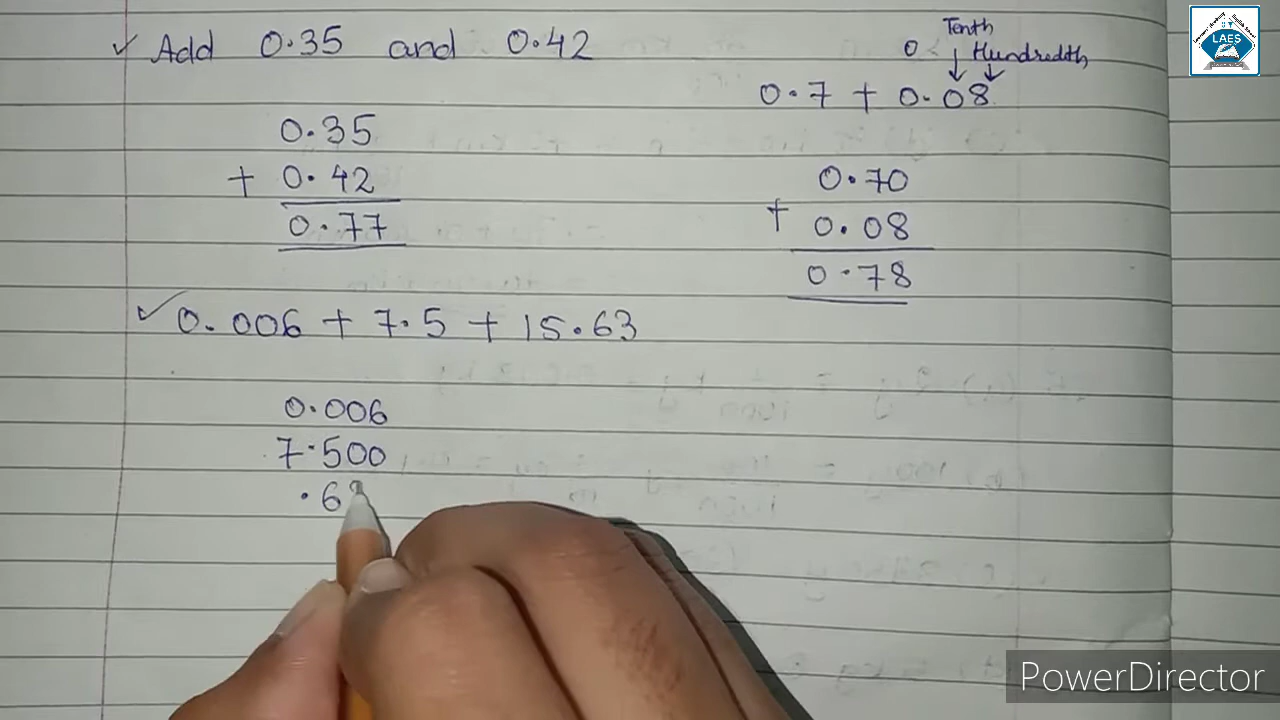 ✓ Add 0.35 and 0.42
0.35
+ 0.42
0.77
Tenth
0 Hundredth
0.7 + 0.08
0.70
+ 0.08
0.78
✓ 0.006 + 7.5 + 15.63
0.006
7.500
.63
LAES
PowerDirector